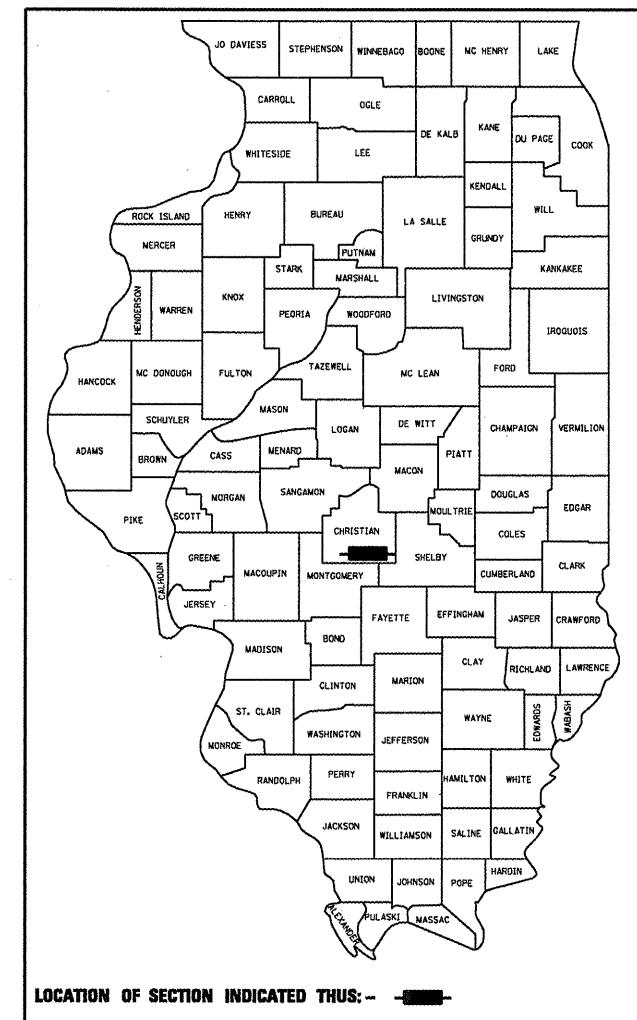 JO DAVIESS
STEPHENSON
WINNEBAGO
BOONE
MC HENRY
LAKE
CARROLL
OGLE
DE KALB
KANE
DU PAGE
COOK
WHITESIDE
LEE
KENDALL
WILL
ROCK ISLAND
HENRY
BUREAU
LA SALLE
GRUNDY
MERCER
PUTNAM
KANKAKEE
STARK
MARSHALL
HENDERSON
WARREN
KNOX
PEORIA
WOODFORD
LIVINGSTON
IROQUOIS
HANCOCK
MC DONOUGH
FULTON
TAZEWELL
MC LEAN
FORD
MASON
SCHUYLER
LOGAN
DE WITT
CHAMPAIGN
VERMILION
ADAMS
BROWN
CASS
MENARD
MACON
PIATT
SANGAMON
MORGAN
DOUGLAS
MOULTRIE
EDGAR
PIKE
SCOTT
CHRISTIAN
COLES
SHELBY
GREENE
MACOUPIN
MONTGOMERY
CUMBERLAND
CLARK
CALHOUN
JERSEY
FAYETTE
EFFINGHAM
JASPER
CRAWFORD
MADISON
BOND
CLAY
RICHLAND
LAWRENCE
CLINTON
MARION
ST. CLAIR
WAYNE
EDWARDS
WABASH
WASHINGTON
JEFFERSON
MONROE
RANDOLPH
PERRY
HAMILTON
WHITE
FRANKLIN
JACKSON
WILLIAMSON
SALINE
GALLATIN
UNION
JOHNSON
POPE
HARDIN
ALEXANDER
PULASKI
MASSAC
LOCATION OF SECTION INDICATED THUS:-